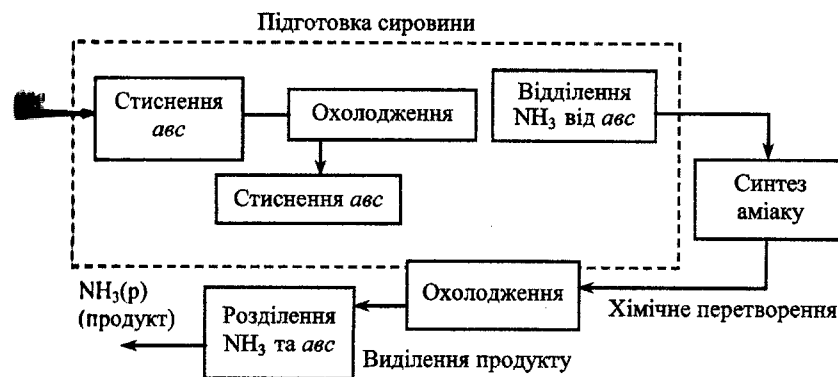 Підготовка сировини
Стиснення
авс
Охолодження
Стиснення авс
Відділення
NH₃ від авс
Синтез
аміаку
Хімічне перетворення
Охолодження
Виділення продукту
Розділення
NH₃ та авс
NH₃(р)
(продукт)